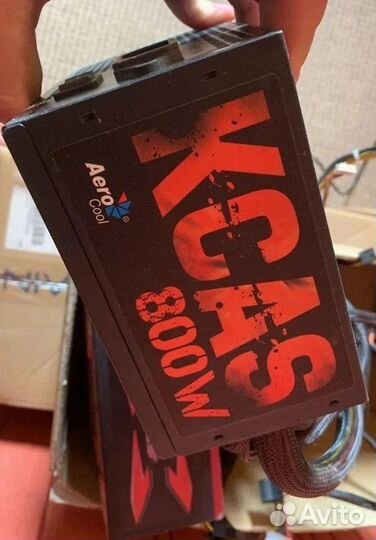 KCAS
800W
Aero
Cool
®
Avito